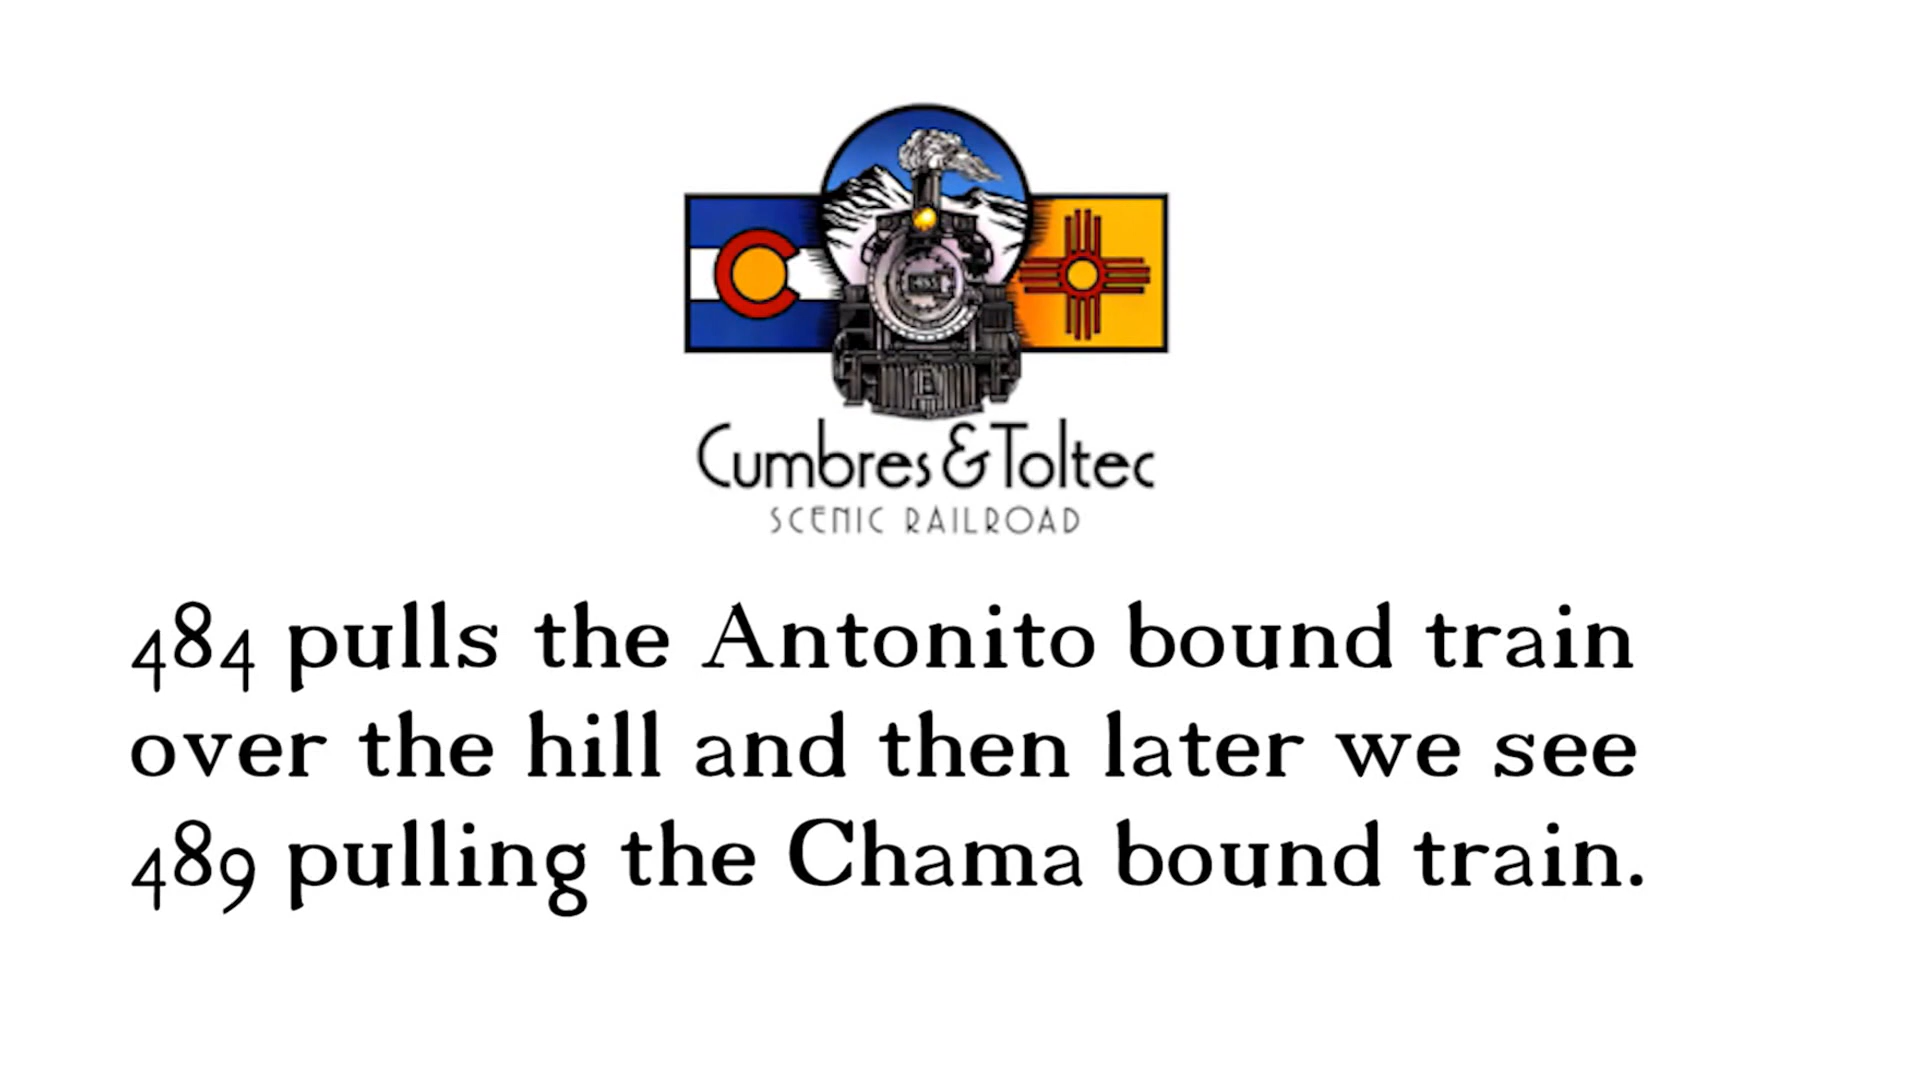 Cumbres & Toltec
SCENIC RAILROAD
484 pulls the Antonito bound train
over the hill and then later we see
489 pulling the Chama bound train.